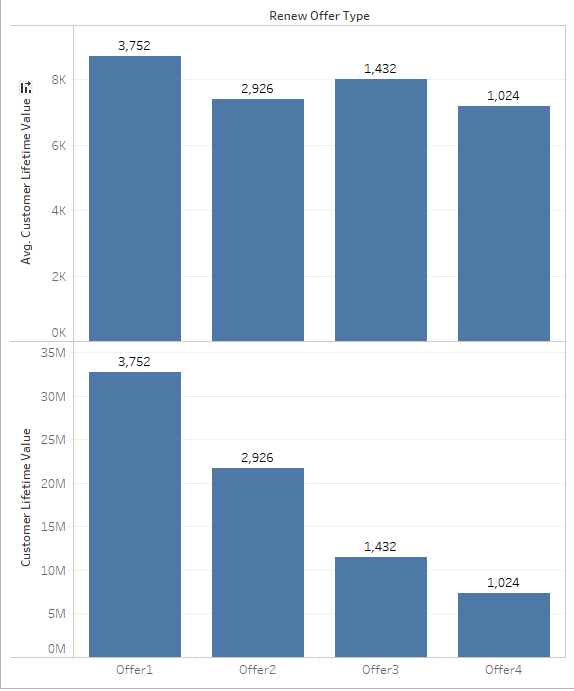 Renew Offer Type
Avg. Customer Lifetime Value
8K
6K
4K
2K
0K
3,752
2,926
1,432
1,024
Customer Lifetime Value
35M
30M
25M
20M
15M
10M
5M
0M
3,752
2,926
1,432
1,024
Offer1
Offer2
Offer3
Offer4